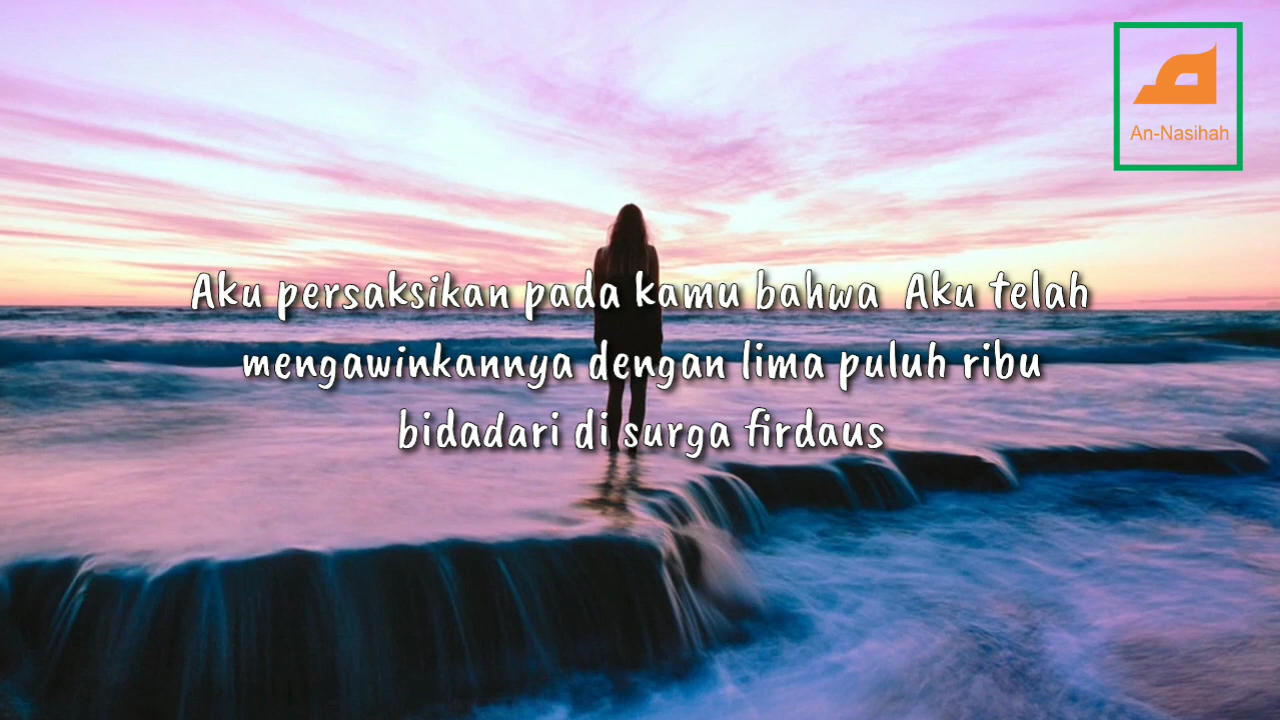 An-Nasihah
Aku persaksikan pada kamu bahwa Aku telah
mengawinkannya dengan lima puluh ribu
bidadari di surga firdaus